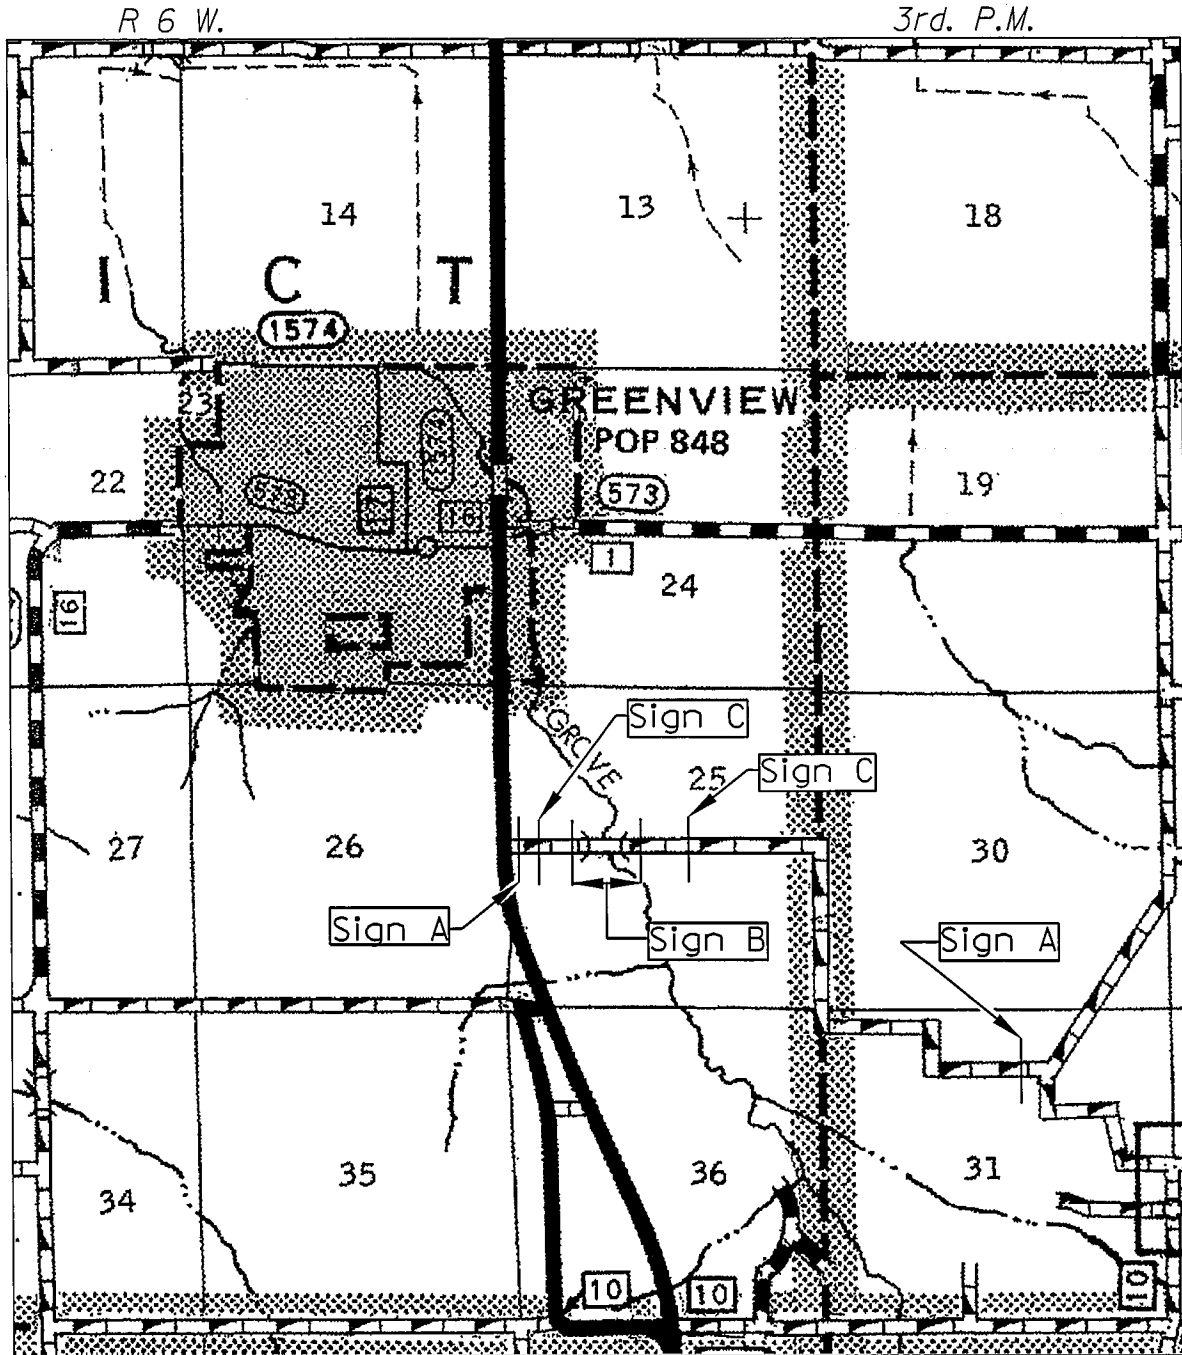 R 6 W. 3rd. P.M.
14 13 18
I C T
1574
23 GREENVIEW
POP 848
22 573 19
16
1
24
16
Sign C
GROVE
25 Sign C
27 26 30
Sign A Sign B Sign A
35 36 31
34
10 10 10